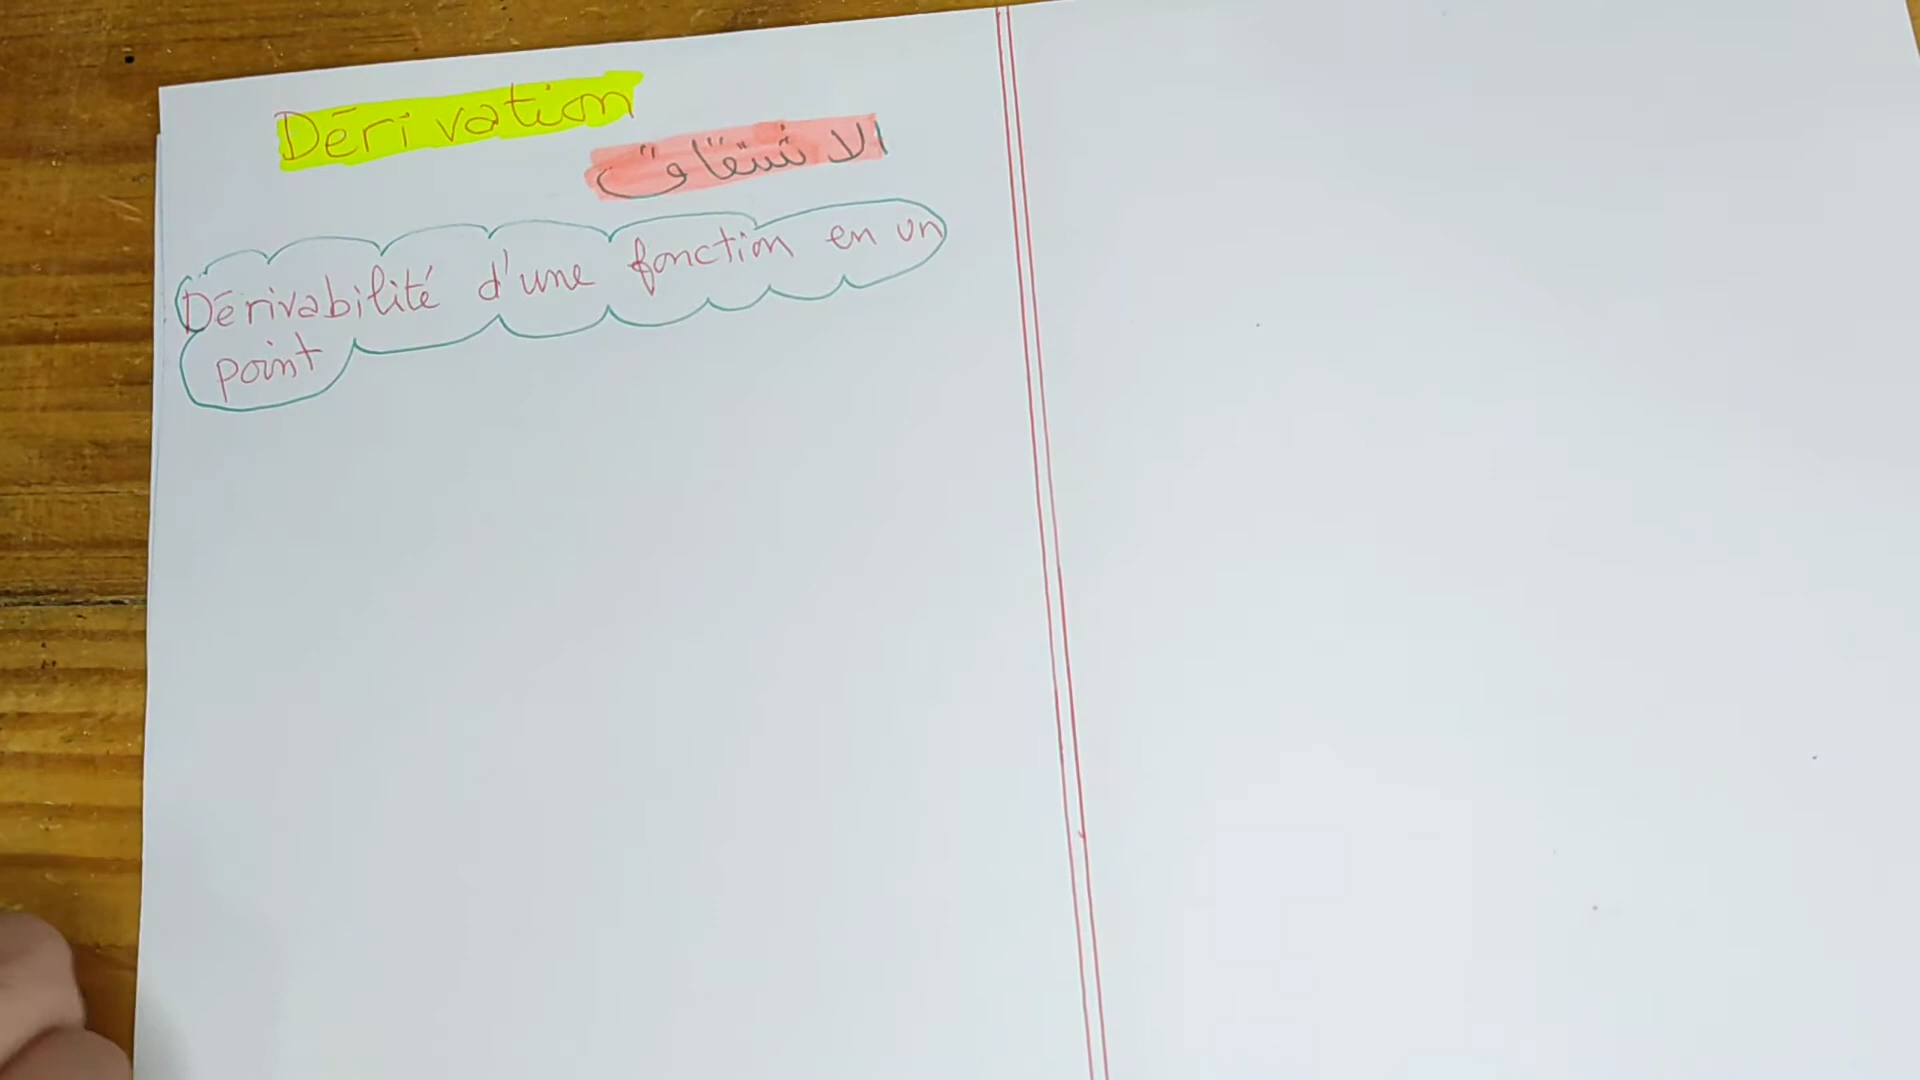 Dérivation
الاشتقاق
Dérivabilité d'une fonction en un
point